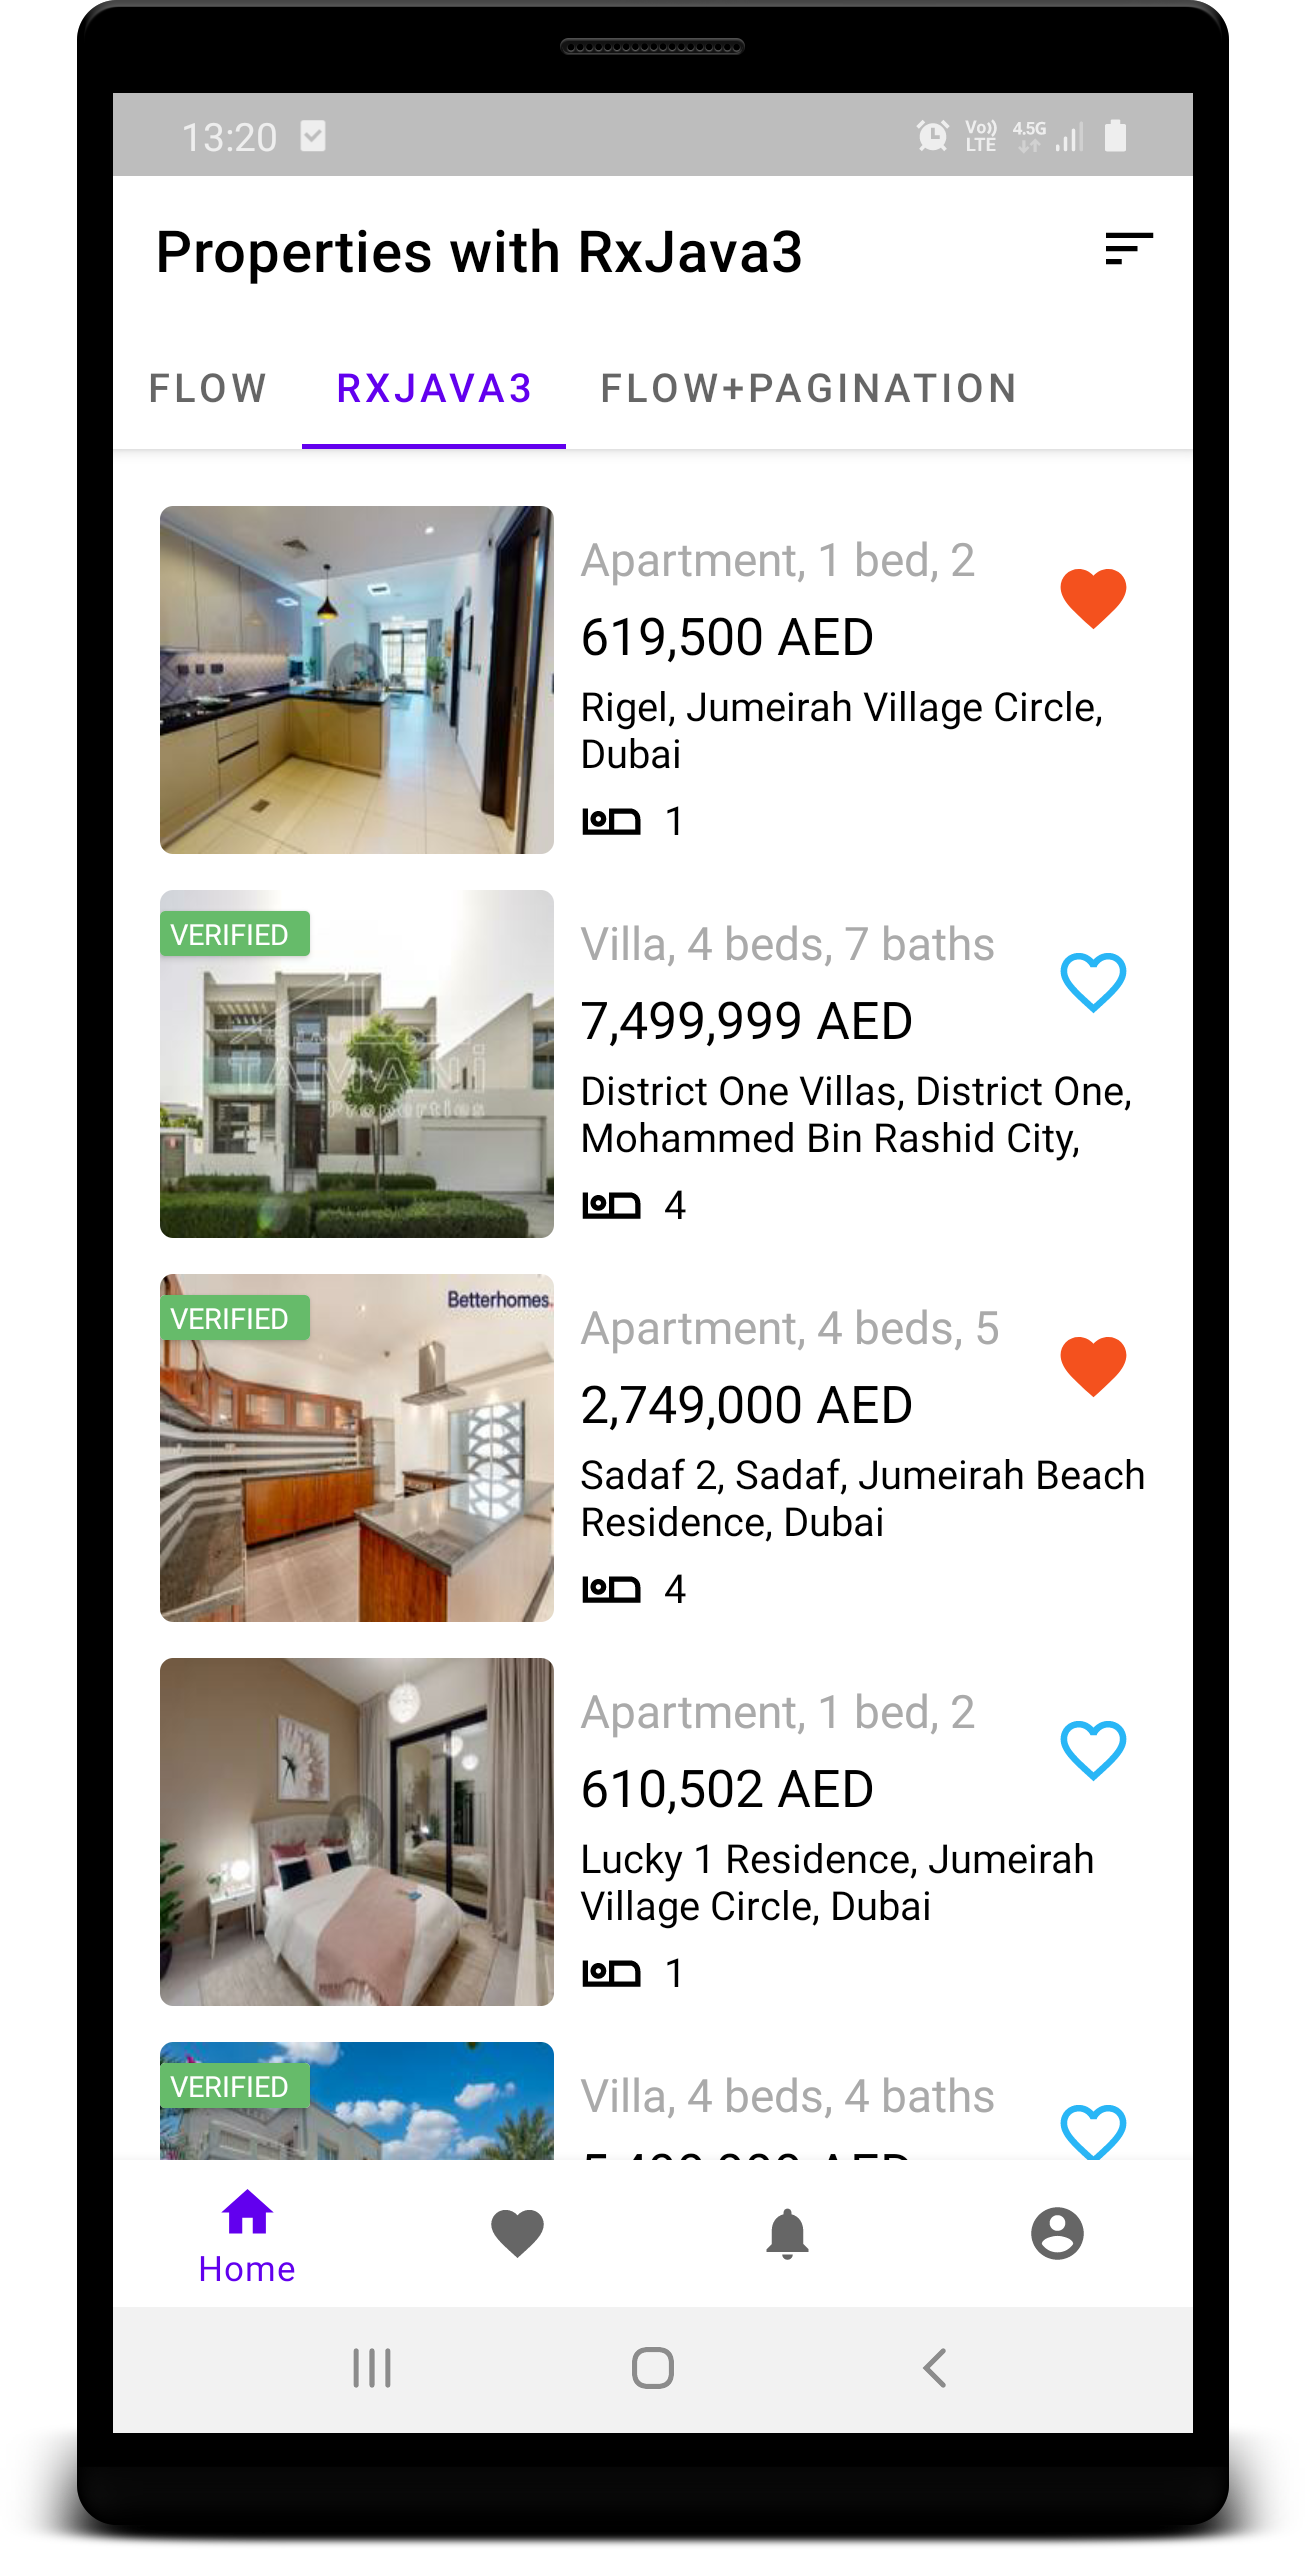 13:20
Vo))
LTE
4.5G
Properties with RxJava3
FLOW
RXJAVA3
FLOW+PAGINATION
Apartment, 1 bed, 2
619,500 AED
Rigel, Jumeirah Village Circle,
Dubai
1
VERIFIED
TAMANI
Properties
Villa, 4 beds, 7 baths
7,499,999 AED
District One Villas, District One,
Mohammed Bin Rashid City,
4
VERIFIED
Betterhomes.
Apartment, 4 beds, 5
2,749,000 AED
Sadaf 2, Sadaf, Jumeirah Beach
Residence, Dubai
4
Apartment, 1 bed, 2
610,502 AED
Lucky 1 Residence, Jumeirah
Village Circle, Dubai
1
VERIFIED
Villa, 4 beds, 4 baths
Home